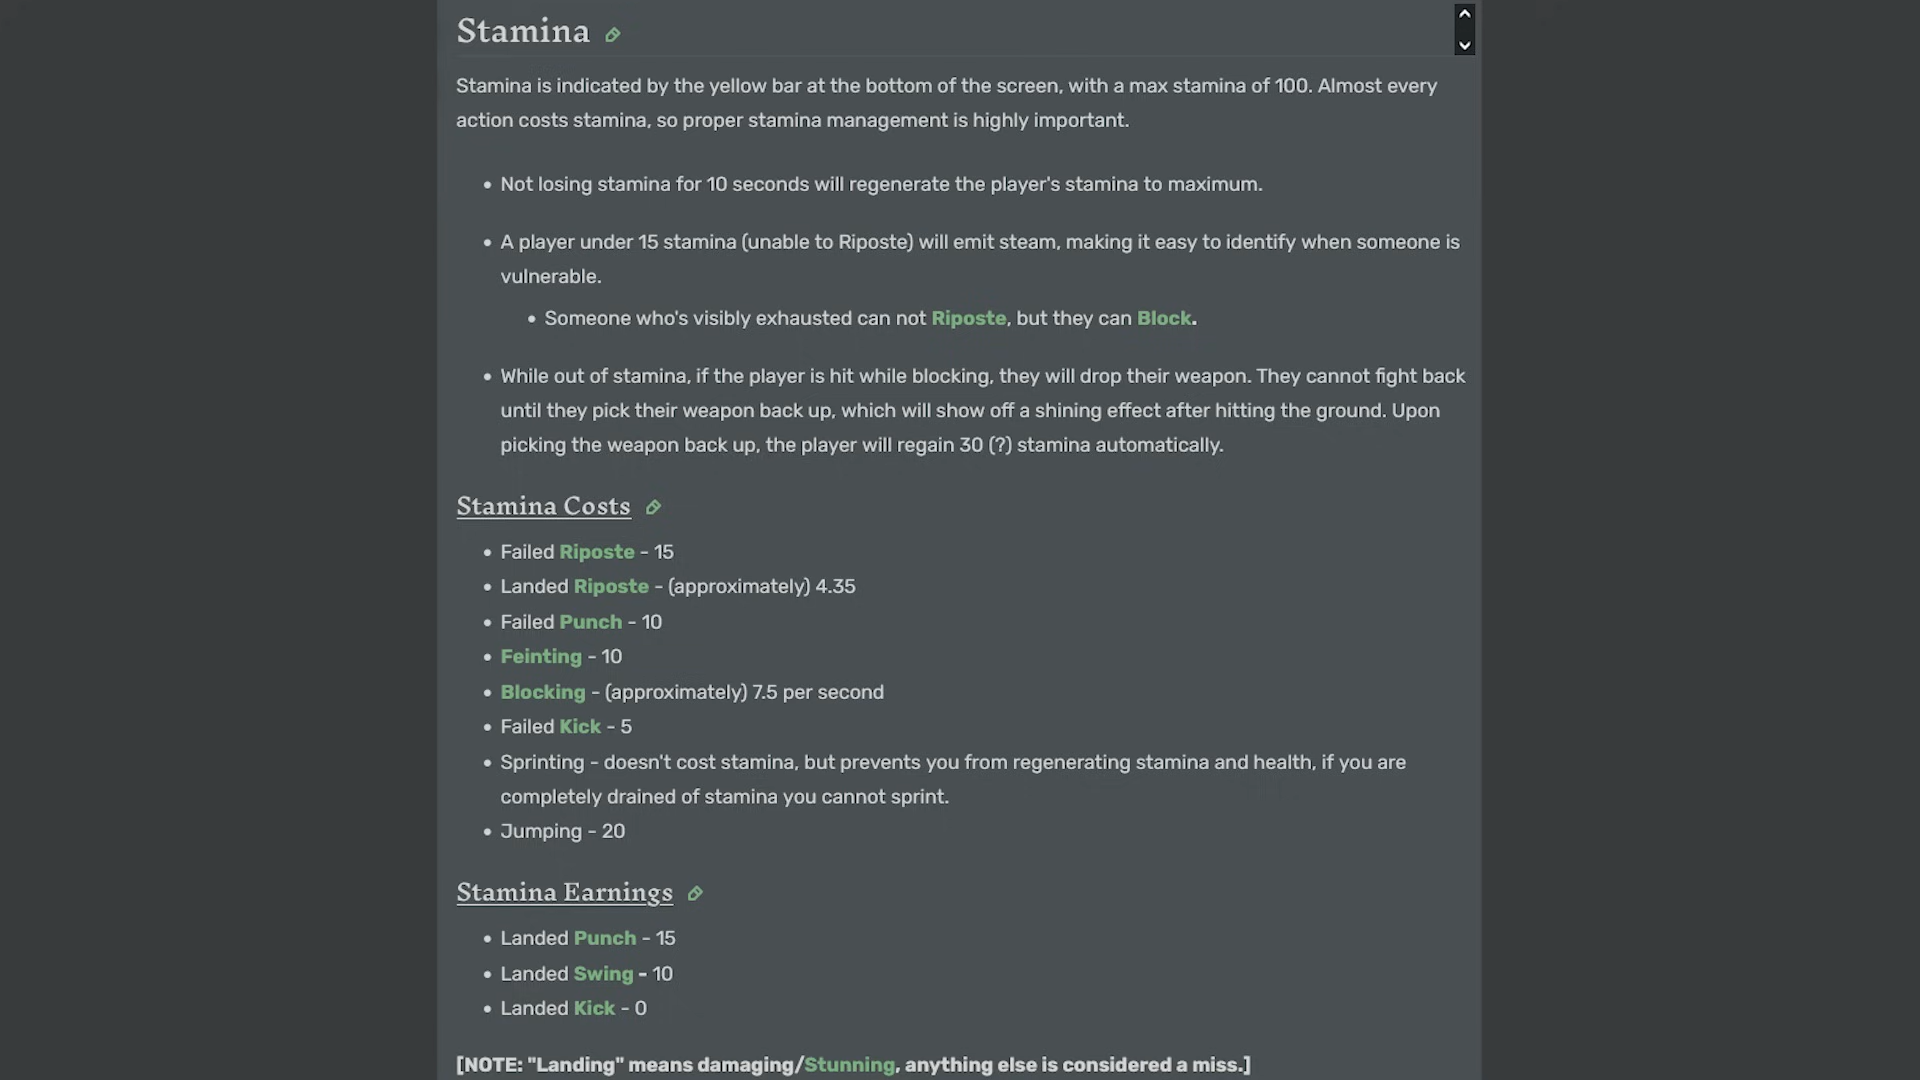 Stamina
Stamina is indicated by the yellow bar at the bottom of the screen, with a max stamina of 100. Almost every
action costs stamina, so proper stamina management is highly important.
• Not losing stamina for 10 seconds will regenerate the player's stamina to maximum.
• A player under 15 stamina (unable to Riposte) will emit steam, making it easy to identify when someone is
vulnerable.
• Someone who's visibly exhausted can not Riposte, but they can Block.
• While out of stamina, if the player is hit while blocking, they will drop their weapon. They cannot fight back
until they pick their weapon back up, which will show off a shining effect after hitting the ground. Upon
picking the weapon back up, the player will regain 30 (?) stamina automatically.
Stamina Costs
• Failed Riposte - 15
• Landed Riposte - (approximately) 4.35
• Failed Punch - 10
• Feinting - 10
• Blocking - (approximately) 7.5 per second
• Failed Kick - 5
• Sprinting - doesn't cost stamina, but prevents you from regenerating stamina and health, if you are
completely drained of stamina you cannot sprint.
• Jumping - 20
Stamina Earnings
• Landed Punch - 15
• Landed Swing - 10
• Landed Kick - 0
[NOTE: "Landing" means damaging/Stunning, anything else is considered a miss.]